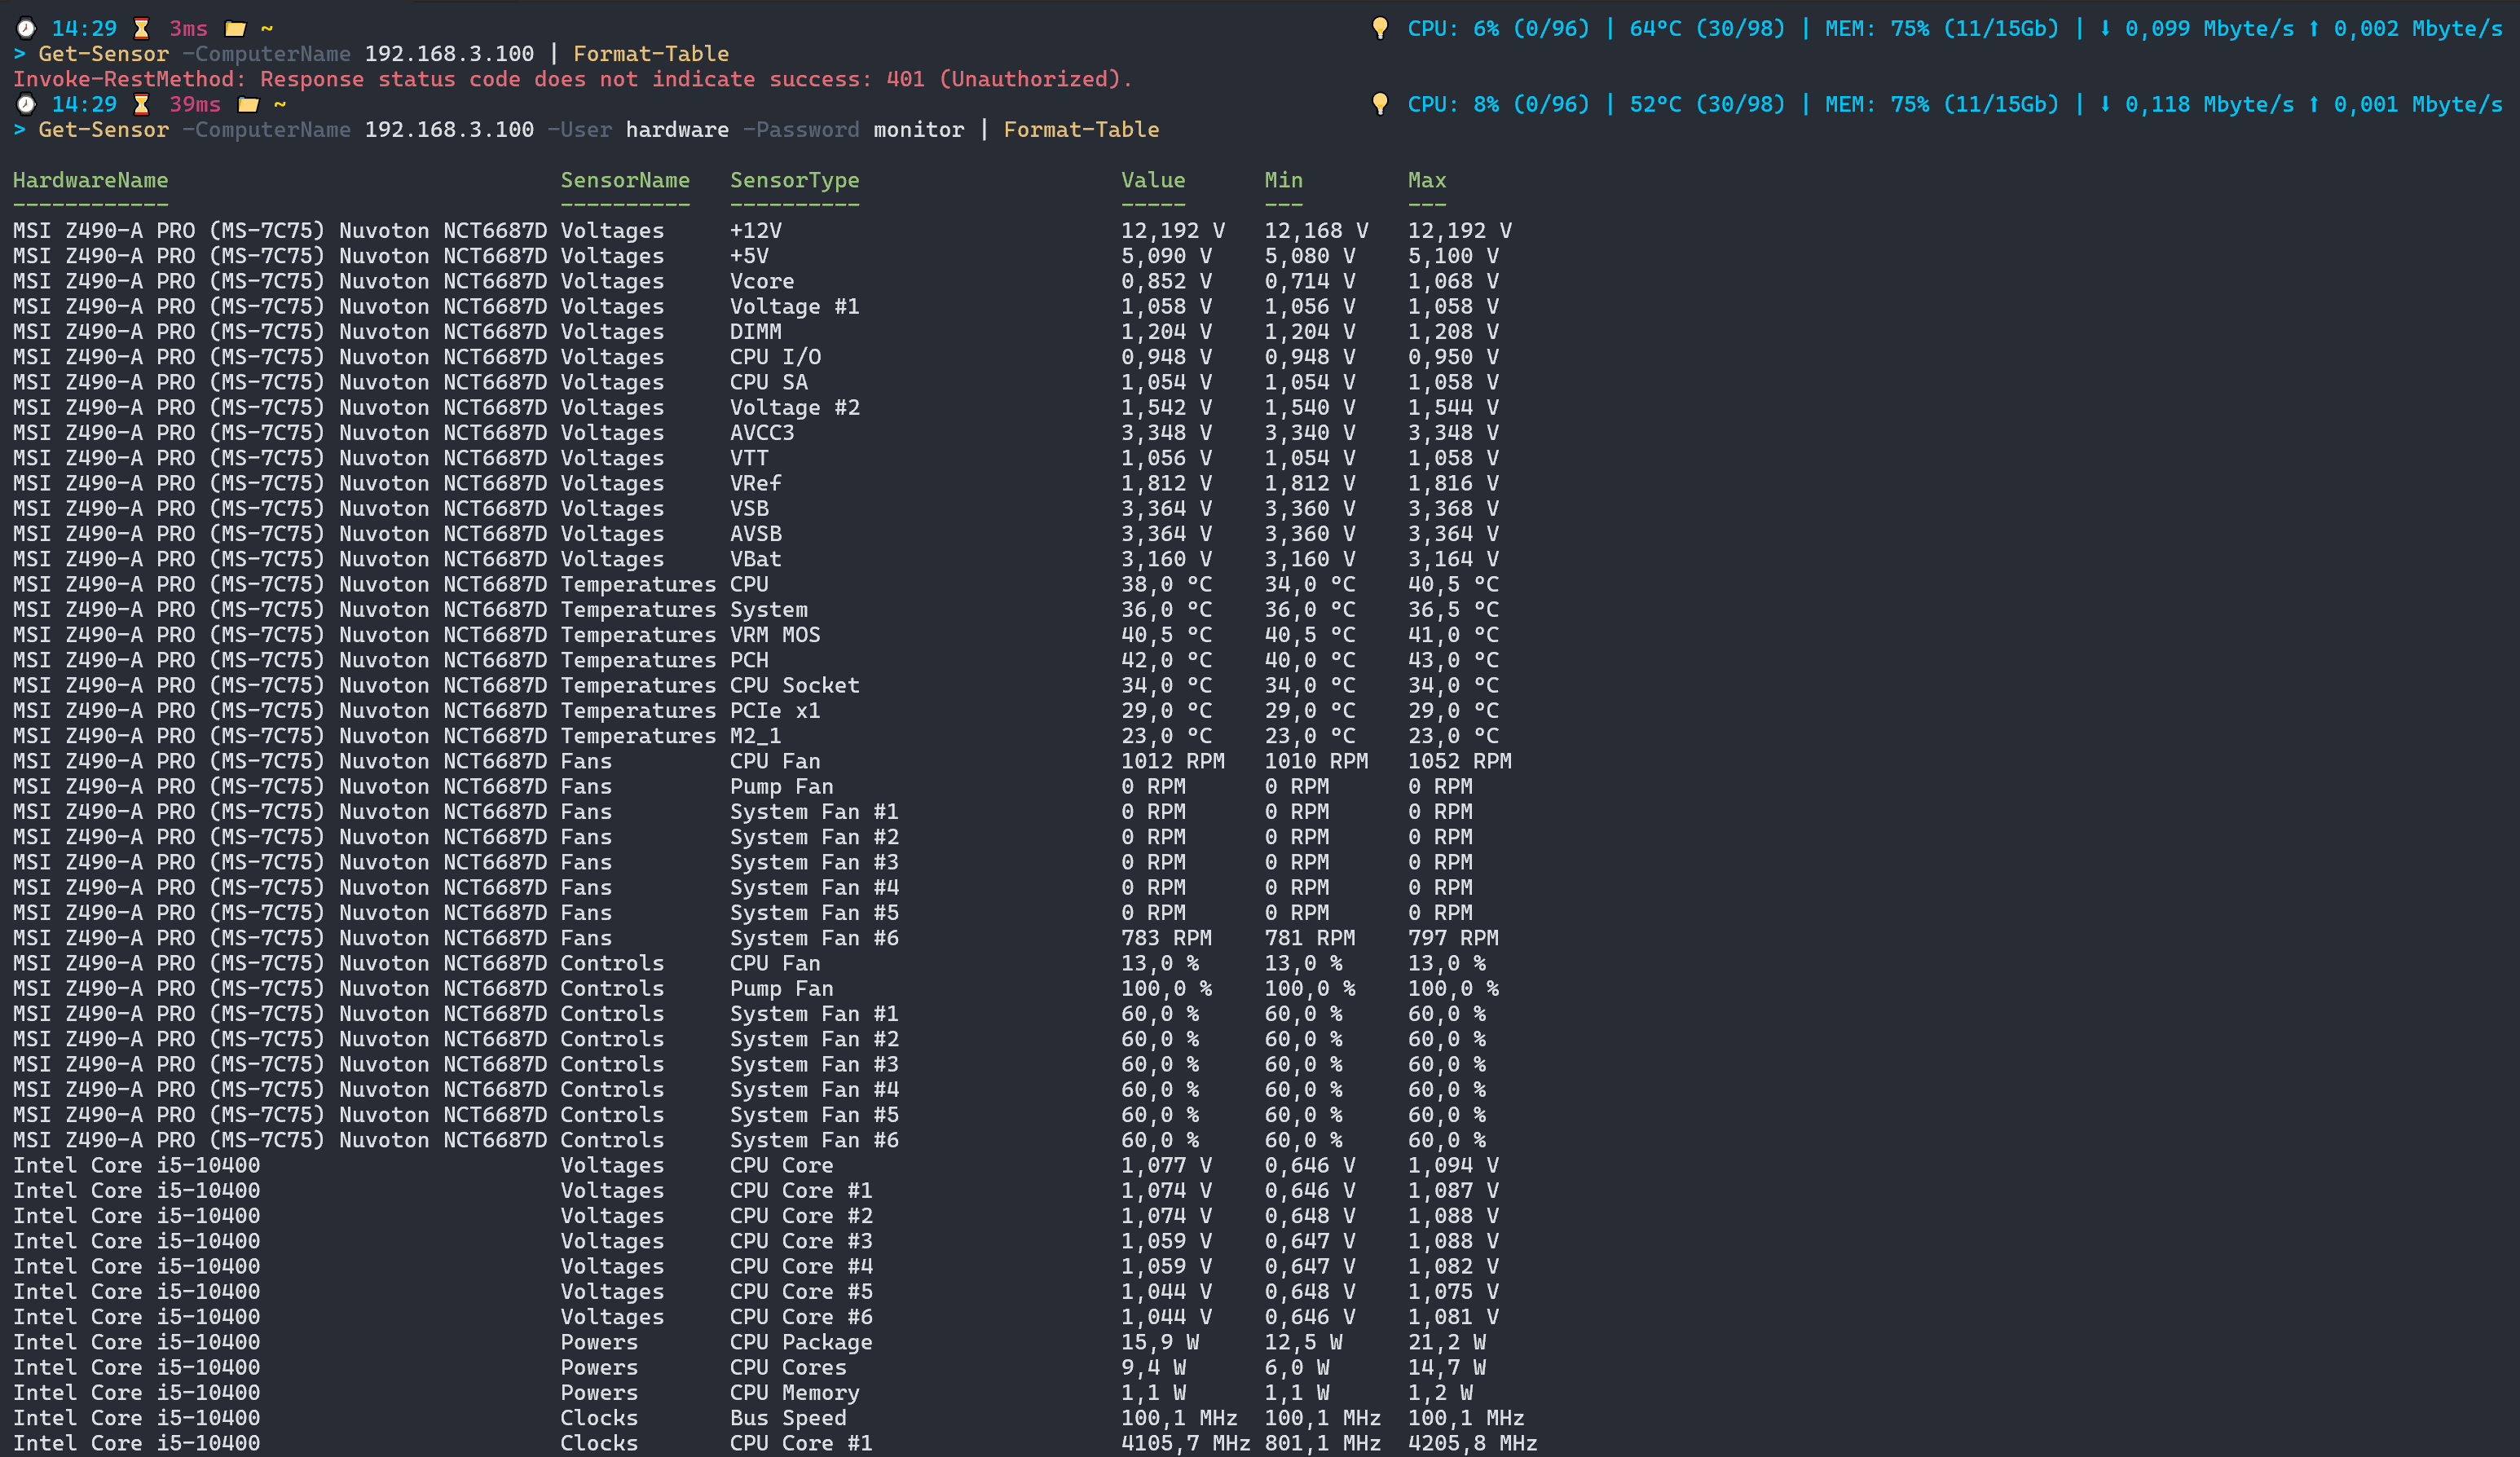 14:29 3ms ~ CPU: 6% (0/96) | 64°C (30/98) | MEM: 75% (11/15Gb) | ⬇ 0,099 Mbyte/s ⬆ 0,002 Mbyte/s
> Get-Sensor -ComputerName 192.168.3.100 | Format-Table
Invoke-RestMethod: Response status code does not indicate success: 401 (Unauthorized).
14:29 39ms ~ CPU: 8% (0/96) | 52°C (30/98) | MEM: 75% (11/15Gb) | ⬇ 0,118 Mbyte/s ⬆ 0,001 Mbyte/s
> Get-Sensor -ComputerName 192.168.3.100 -User hardware -Password monitor | Format-Table
HardwareName SensorName SensorType Value Min Max
------------ ---------- ---------- ----- --- ---
MSI Z490-A PRO (MS-7C75) Nuvoton NCT6687D Voltages +12V 12,192 V 12,168 V 12,192 V
MSI Z490-A PRO (MS-7C75) Nuvoton NCT6687D Voltages +5V 5,090 V 5,080 V 5,100 V
MSI Z490-A PRO (MS-7C75) Nuvoton NCT6687D Voltages Vcore 0,852 V 0,714 V 1,068 V
MSI Z490-A PRO (MS-7C75) Nuvoton NCT6687D Voltages Voltage #1 1,058 V 1,056 V 1,058 V
MSI Z490-A PRO (MS-7C75) Nuvoton NCT6687D Voltages DIMM 1,204 V 1,204 V 1,208 V
MSI Z490-A PRO (MS-7C75) Nuvoton NCT6687D Voltages CPU I/O 0,948 V 0,948 V 0,950 V
MSI Z490-A PRO (MS-7C75) Nuvoton NCT6687D Voltages CPU SA 1,054 V 1,054 V 1,058 V
MSI Z490-A PRO (MS-7C75) Nuvoton NCT6687D Voltages Voltage #2 1,542 V 1,540 V 1,544 V
MSI Z490-A PRO (MS-7C75) Nuvoton NCT6687D Voltages AVCC3 3,348 V 3,340 V 3,348 V
MSI Z490-A PRO (MS-7C75) Nuvoton NCT6687D Voltages VTT 1,056 V 1,054 V 1,058 V
MSI Z490-A PRO (MS-7C75) Nuvoton NCT6687D Voltages VRef 1,812 V 1,812 V 1,816 V
MSI Z490-A PRO (MS-7C75) Nuvoton NCT6687D Voltages VSB 3,364 V 3,360 V 3,368 V
MSI Z490-A PRO (MS-7C75) Nuvoton NCT6687D Voltages AVSB 3,364 V 3,360 V 3,364 V
MSI Z490-A PRO (MS-7C75) Nuvoton NCT6687D Voltages VBat 3,160 V 3,160 V 3,164 V
MSI Z490-A PRO (MS-7C75) Nuvoton NCT6687D Temperatures CPU 38,0 °C 34,0 °C 40,5 °C
MSI Z490-A PRO (MS-7C75) Nuvoton NCT6687D Temperatures System 36,0 °C 36,0 °C 36,5 °C
MSI Z490-A PRO (MS-7C75) Nuvoton NCT6687D Temperatures VRM MOS 40,5 °C 40,5 °C 41,0 °C
MSI Z490-A PRO (MS-7C75) Nuvoton NCT6687D Temperatures PCH 42,0 °C 40,0 °C 43,0 °C
MSI Z490-A PRO (MS-7C75) Nuvoton NCT6687D Temperatures CPU Socket 34,0 °C 34,0 °C 34,0 °C
MSI Z490-A PRO (MS-7C75) Nuvoton NCT6687D Temperatures PCIe x1 29,0 °C 29,0 °C 29,0 °C
MSI Z490-A PRO (MS-7C75) Nuvoton NCT6687D Temperatures M2_1 23,0 °C 23,0 °C 23,0 °C
MSI Z490-A PRO (MS-7C75) Nuvoton NCT6687D Fans CPU Fan 1012 RPM 1010 RPM 1052 RPM
MSI Z490-A PRO (MS-7C75) Nuvoton NCT6687D Fans Pump Fan 0 RPM 0 RPM 0 RPM
MSI Z490-A PRO (MS-7C75) Nuvoton NCT6687D Fans System Fan #1 0 RPM 0 RPM 0 RPM
MSI Z490-A PRO (MS-7C75) Nuvoton NCT6687D Fans System Fan #2 0 RPM 0 RPM 0 RPM
MSI Z490-A PRO (MS-7C75) Nuvoton NCT6687D Fans System Fan #3 0 RPM 0 RPM 0 RPM
MSI Z490-A PRO (MS-7C75) Nuvoton NCT6687D Fans System Fan #4 0 RPM 0 RPM 0 RPM
MSI Z490-A PRO (MS-7C75) Nuvoton NCT6687D Fans System Fan #5 0 RPM 0 RPM 0 RPM
MSI Z490-A PRO (MS-7C75) Nuvoton NCT6687D Fans System Fan #6 783 RPM 781 RPM 797 RPM
MSI Z490-A PRO (MS-7C75) Nuvoton NCT6687D Controls CPU Fan 13,0 % 13,0 % 13,0 %
MSI Z490-A PRO (MS-7C75) Nuvoton NCT6687D Controls Pump Fan 100,0 % 100,0 % 100,0 %
MSI Z490-A PRO (MS-7C75) Nuvoton NCT6687D Controls System Fan #1 60,0 % 60,0 % 60,0 %
MSI Z490-A PRO (MS-7C75) Nuvoton NCT6687D Controls System Fan #2 60,0 % 60,0 % 60,0 %
MSI Z490-A PRO (MS-7C75) Nuvoton NCT6687D Controls System Fan #3 60,0 % 60,0 % 60,0 %
MSI Z490-A PRO (MS-7C75) Nuvoton NCT6687D Controls System Fan #4 60,0 % 60,0 % 60,0 %
MSI Z490-A PRO (MS-7C75) Nuvoton NCT6687D Controls System Fan #5 60,0 % 60,0 % 60,0 %
MSI Z490-A PRO (MS-7C75) Nuvoton NCT6687D Controls System Fan #6 60,0 % 60,0 % 60,0 %
Intel Core i5-10400 Voltages CPU Core 1,077 V 0,646 V 1,094 V
Intel Core i5-10400 Voltages CPU Core #1 1,074 V 0,646 V 1,087 V
Intel Core i5-10400 Voltages CPU Core #2 1,074 V 0,648 V 1,088 V
Intel Core i5-10400 Voltages CPU Core #3 1,059 V 0,647 V 1,088 V
Intel Core i5-10400 Voltages CPU Core #4 1,059 V 0,647 V 1,082 V
Intel Core i5-10400 Voltages CPU Core #5 1,044 V 0,648 V 1,075 V
Intel Core i5-10400 Voltages CPU Core #6 1,044 V 0,646 V 1,081 V
Intel Core i5-10400 Powers CPU Package 15,9 W 12,5 W 21,2 W
Intel Core i5-10400 Powers CPU Cores 9,4 W 6,0 W 14,7 W
Intel Core i5-10400 Powers CPU Memory 1,1 W 1,1 W 1,2 W
Intel Core i5-10400 Clocks Bus Speed 100,1 MHz 100,1 MHz 100,1 MHz
Intel Core i5-10400 Clocks CPU Core #1 4105,7 MHz 801,1 MHz 4205,8 MHz